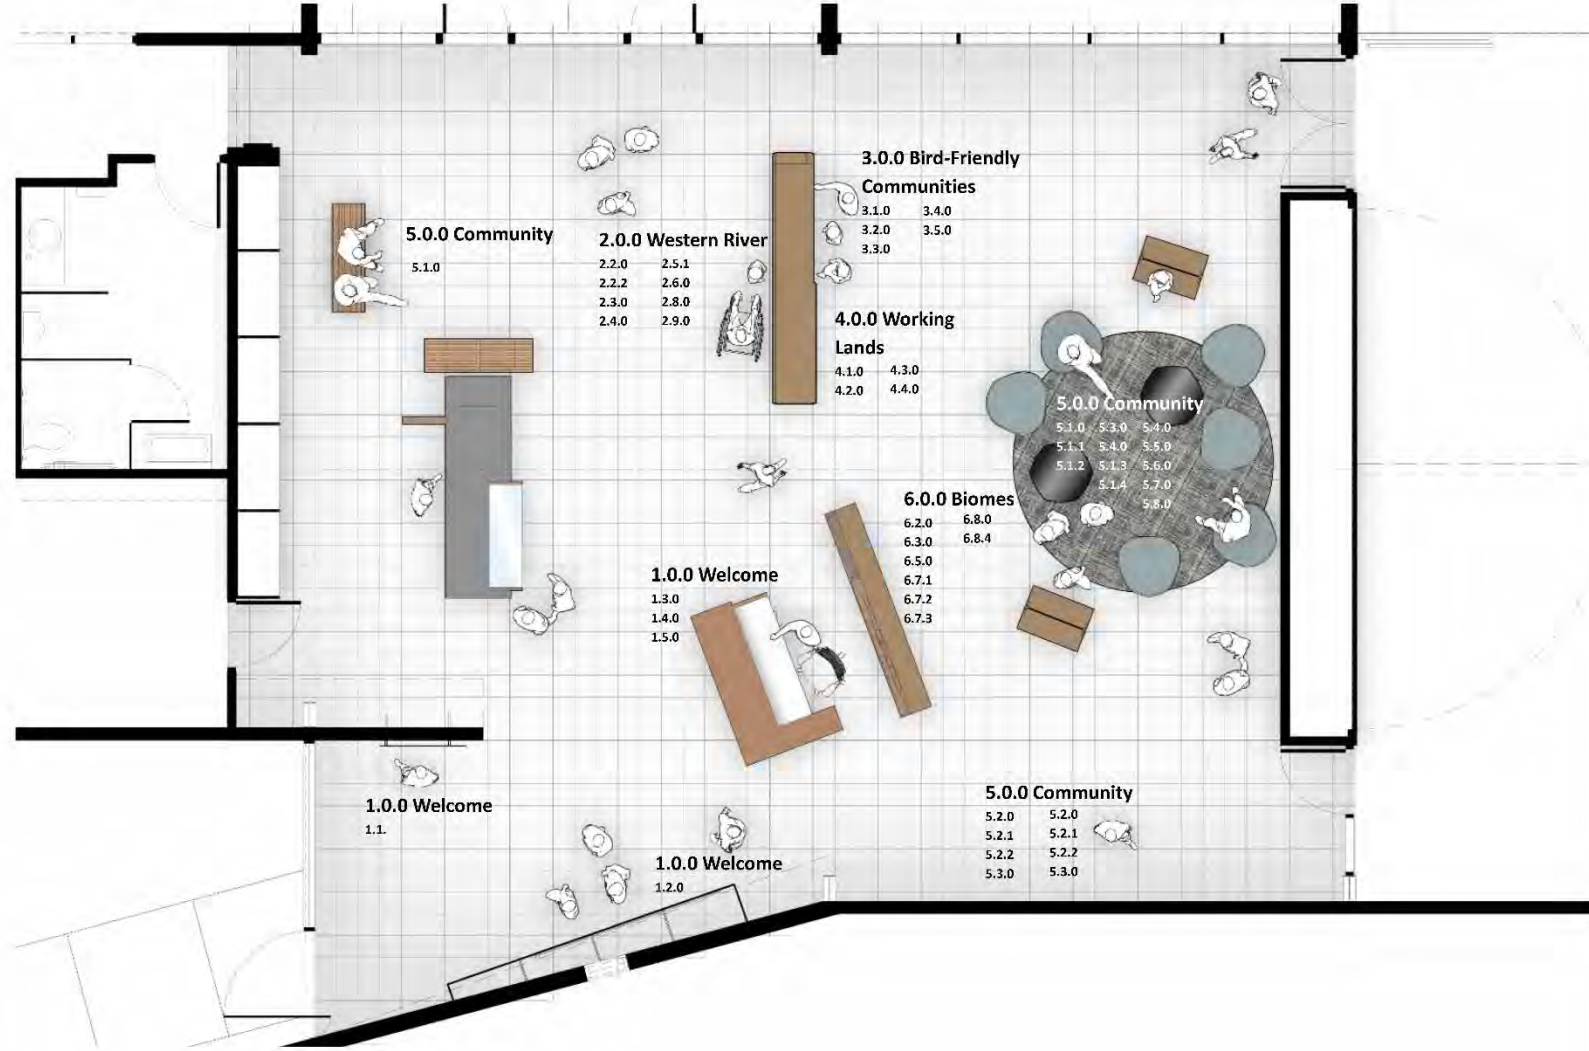 3.0.0 Bird-Friendly
Communities
3.1.0 3.4.0
3.2.0 3.5.0
3.3.0
5.0.0 Community
5.1.0
2.0.0 Western River
2.2.0 2.5.1
2.2.2 2.6.0
2.3.0 2.8.0
2.4.0 2.9.0
4.0.0 Working
Lands
4.1.0 4.3.0
4.2.0 4.4.0
5.0.0 Community
5.1.0 5.3.0 5.4.0
5.1.1 5.4.0 5.5.0
5.1.2 5.1.3 5.6.0
5.1.4 5.7.0
5.8.0
6.0.0 Biomes
6.2.0 6.8.0
6.3.0 6.8.4
6.5.0
6.7.1
6.7.2
6.7.3
1.0.0 Welcome
1.3.0
1.4.0
1.5.0
1.0.0 Welcome
1.1.
1.0.0 Welcome
1.2.0
5.0.0 Community
5.2.0 5.2.0
5.2.1 5.2.1
5.2.2 5.2.2
5.3.0 5.3.0